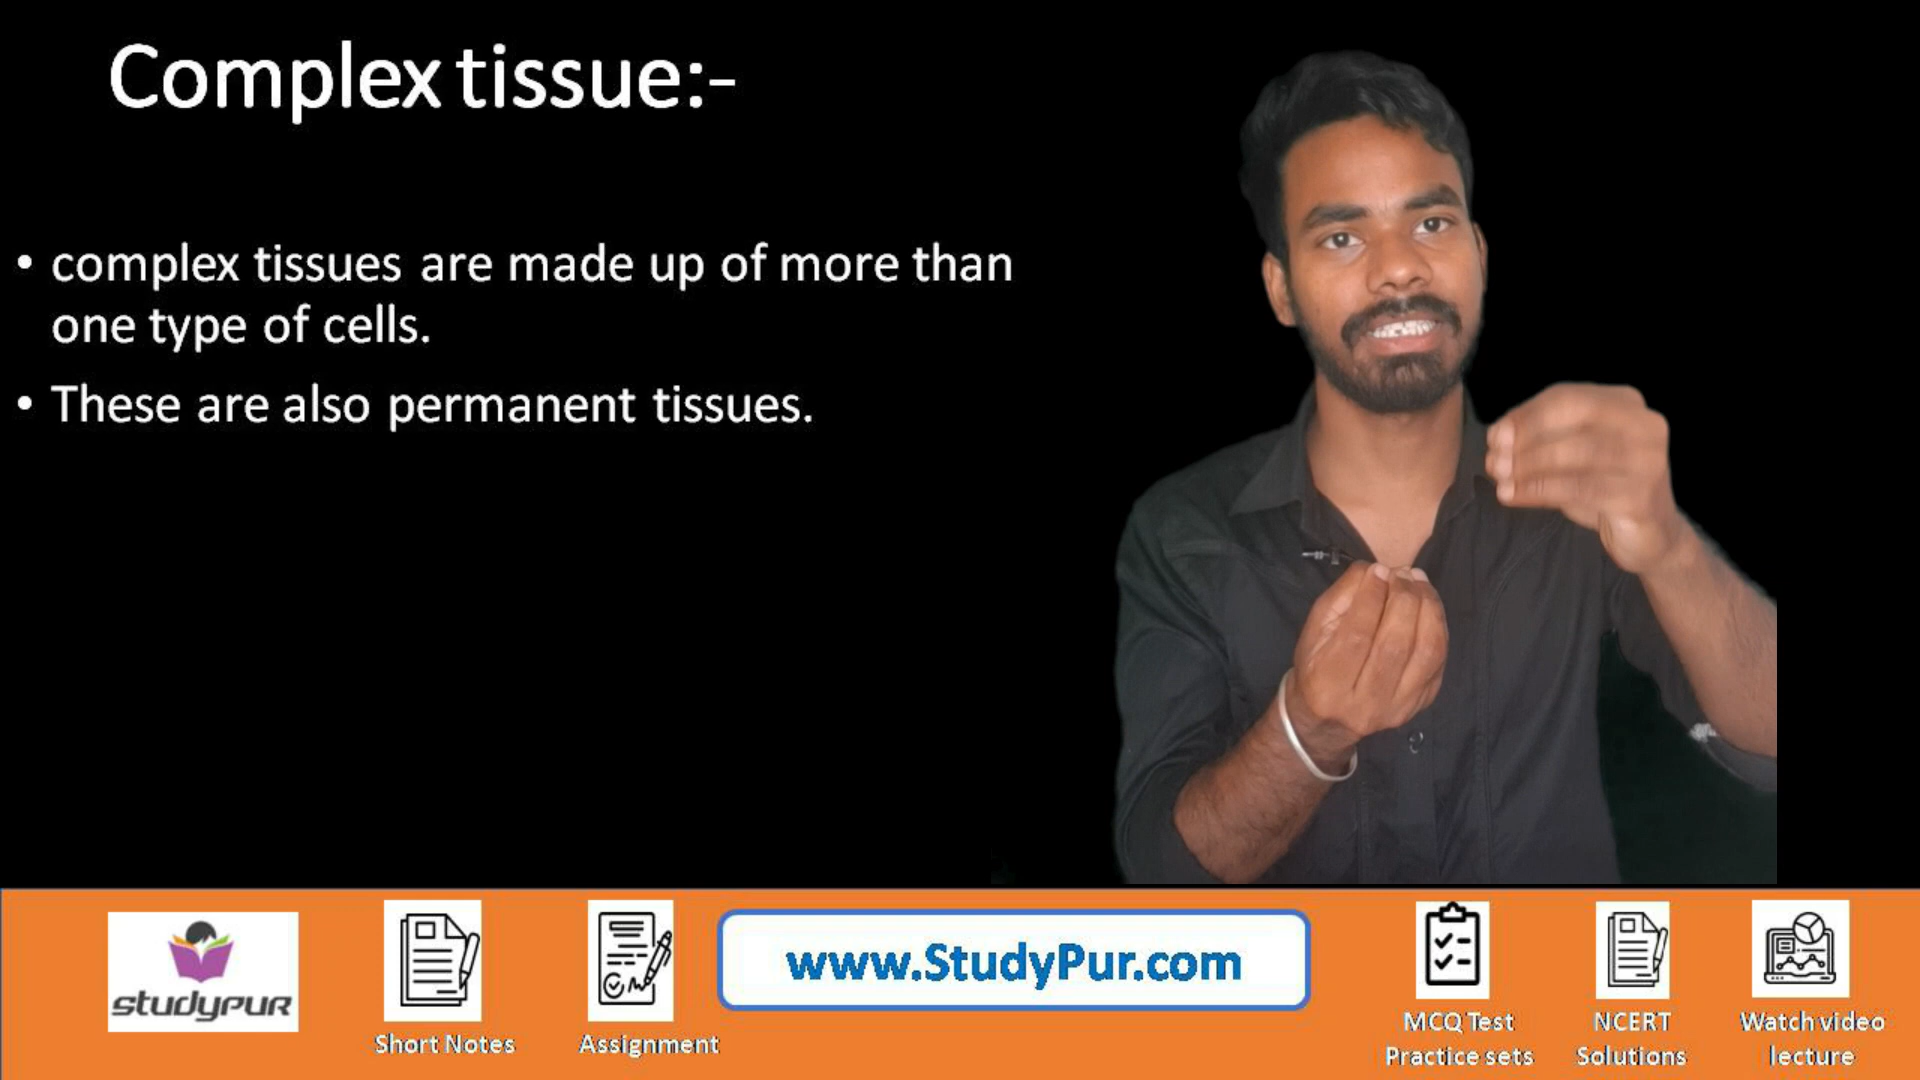 Complex tissue:-
• complex tissues are made up of more than
one type of cells.
• These are also permanent tissues.
studypur
Short Notes
Assignment
www.StudyPur.com
MCQ Test
Practice sets
NCERT
Solutions
Watch video
lecture